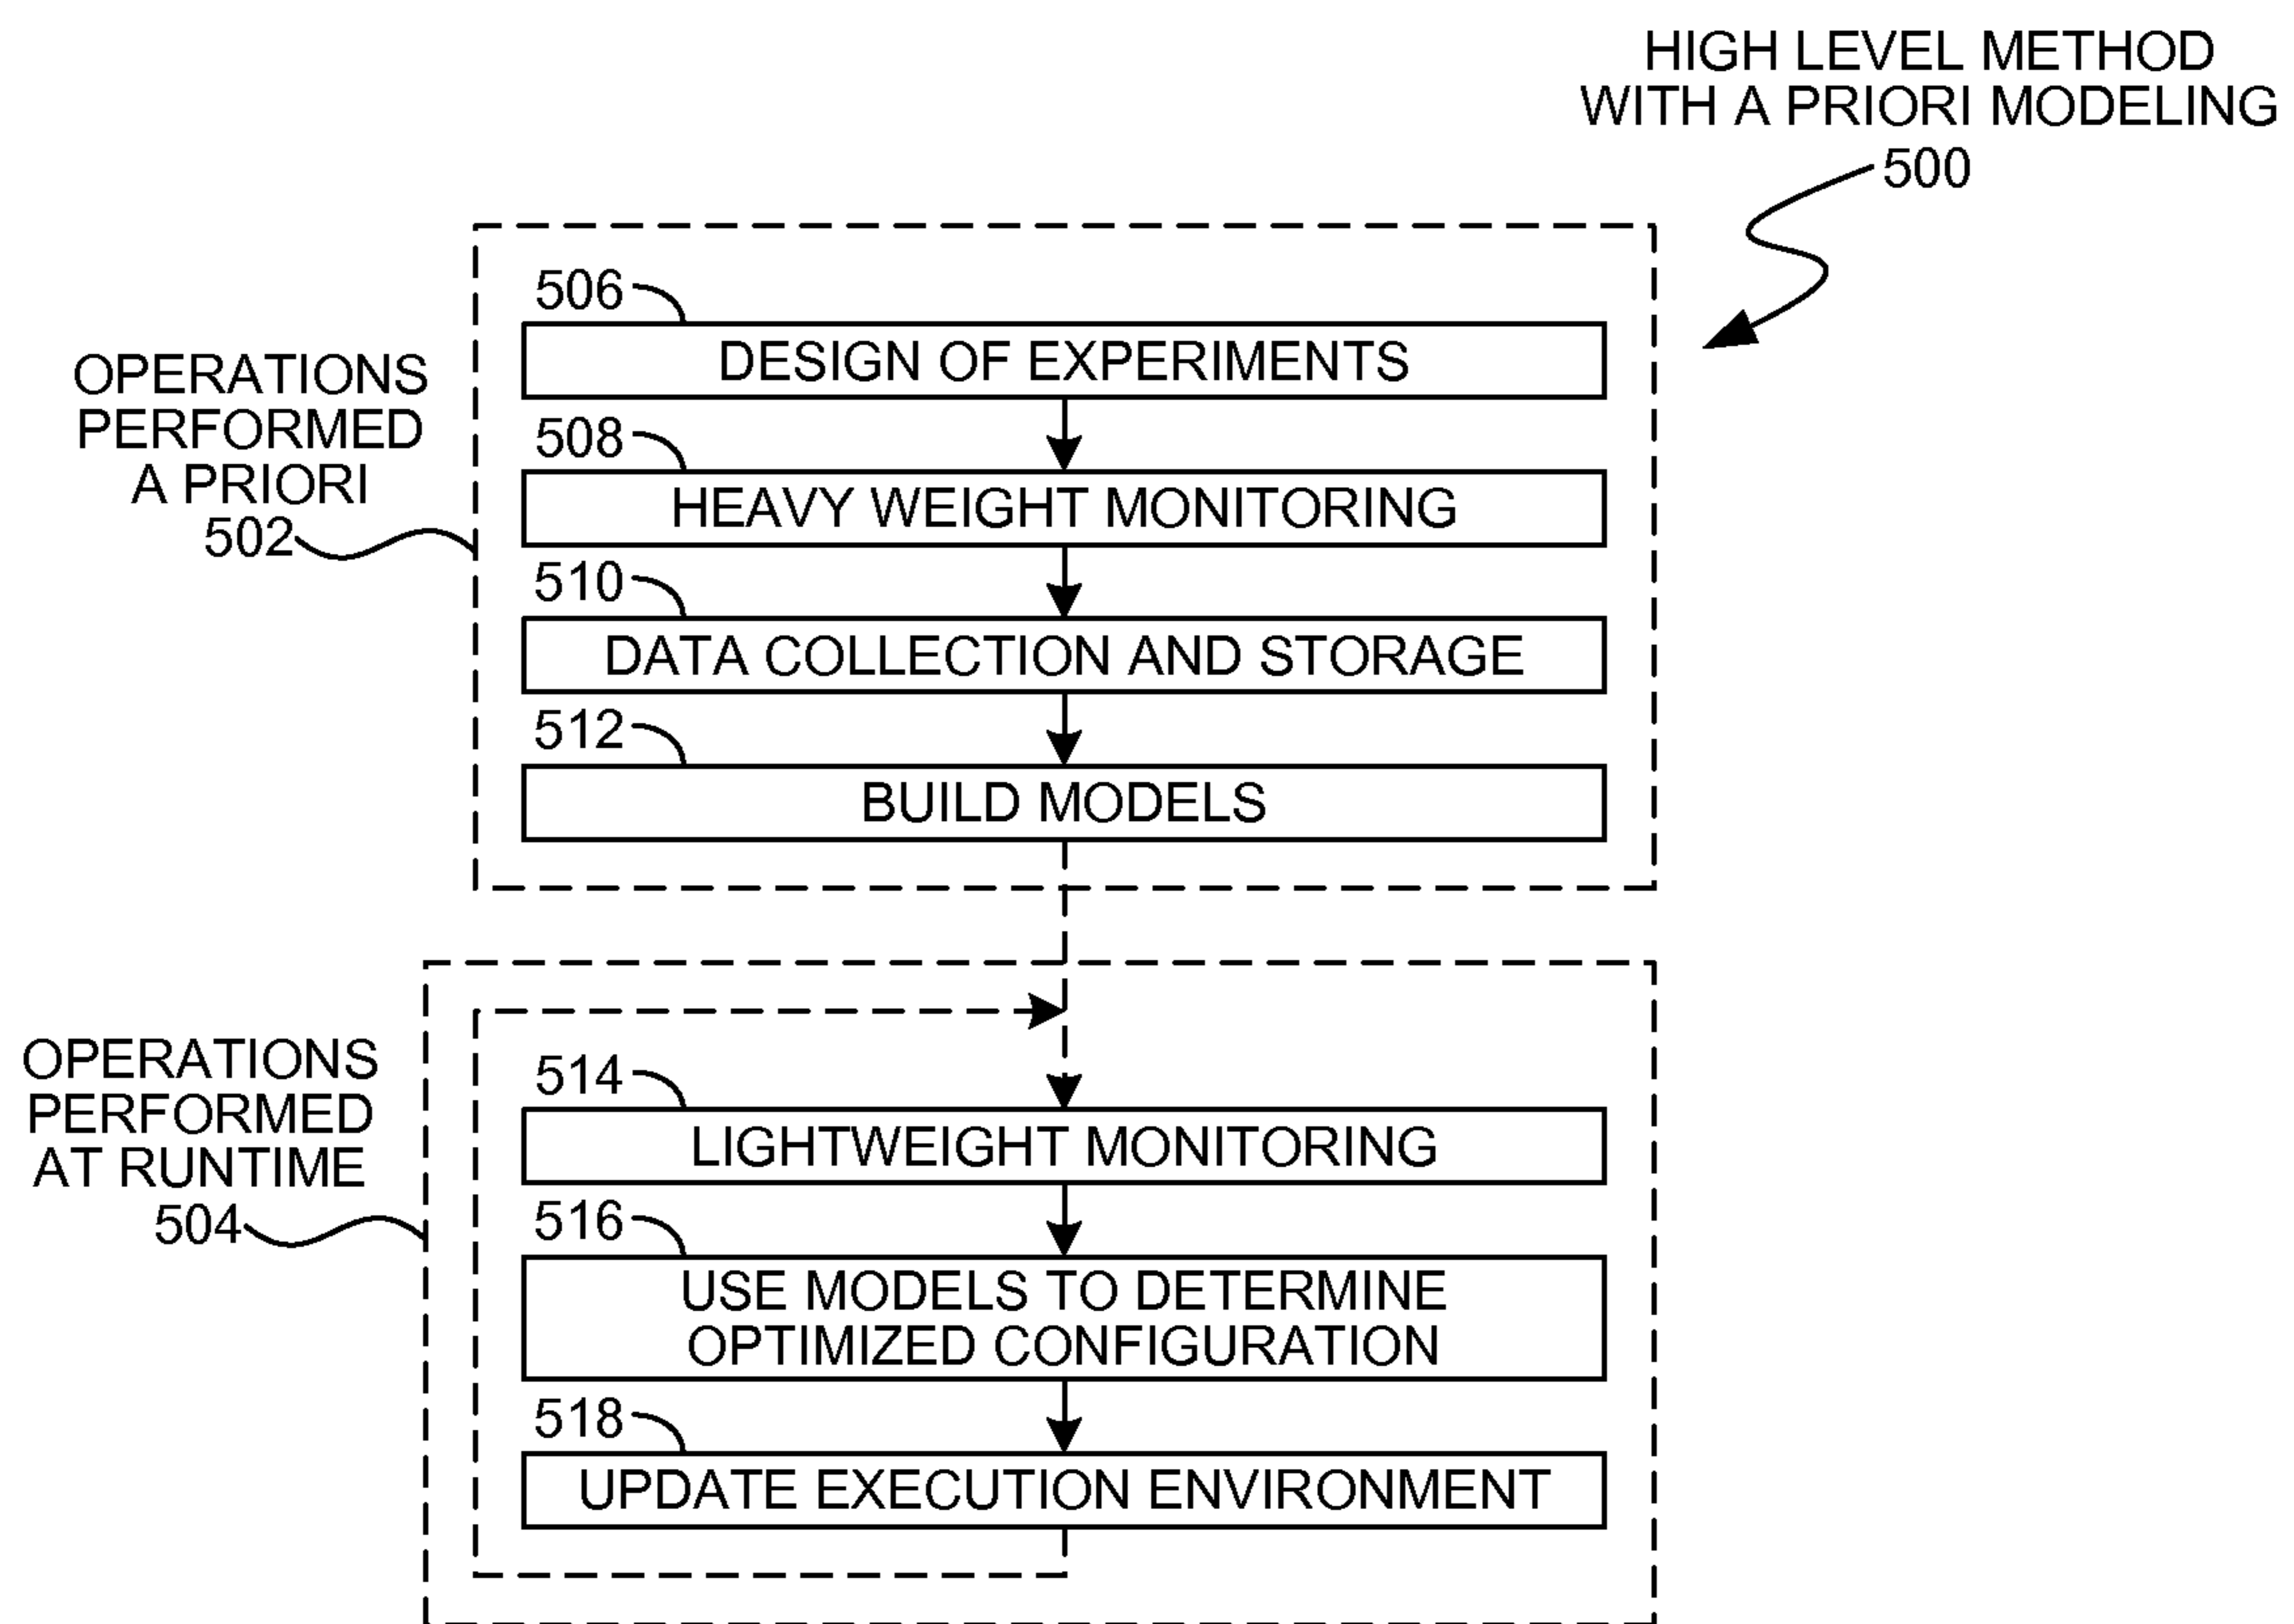 HIGH LEVEL METHOD
WITH A PRIORI MODELING
500
OPERATIONS
PERFORMED
A PRIORI
502
506
DESIGN OF EXPERIMENTS
508
HEAVY WEIGHT MONITORING
510
DATA COLLECTION AND STORAGE
512
BUILD MODELS
OPERATIONS
PERFORMED
AT RUNTIME
504
514
LIGHTWEIGHT MONITORING
516
USE MODELS TO DETERMINE
OPTIMIZED CONFIGURATION
518
UPDATE EXECUTION ENVIRONMENT